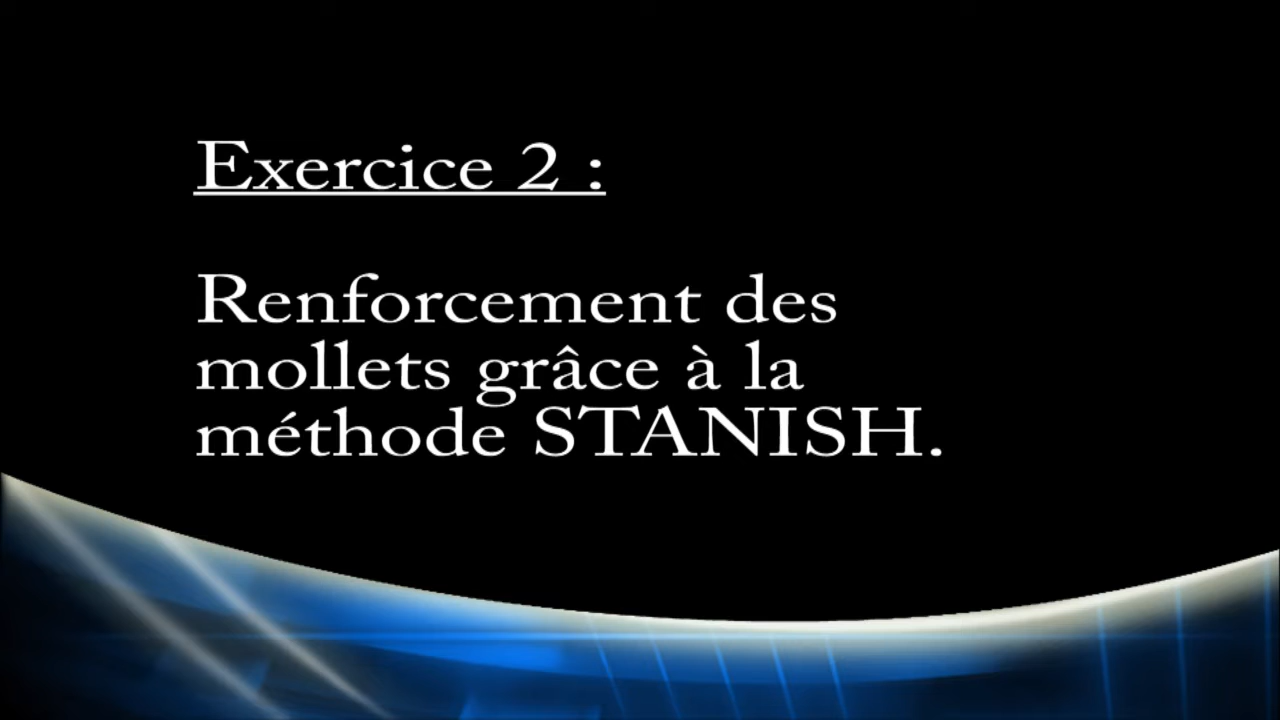 Exercice 2 :
Renforcement des
mollets grâce à la
méthode STANISH.